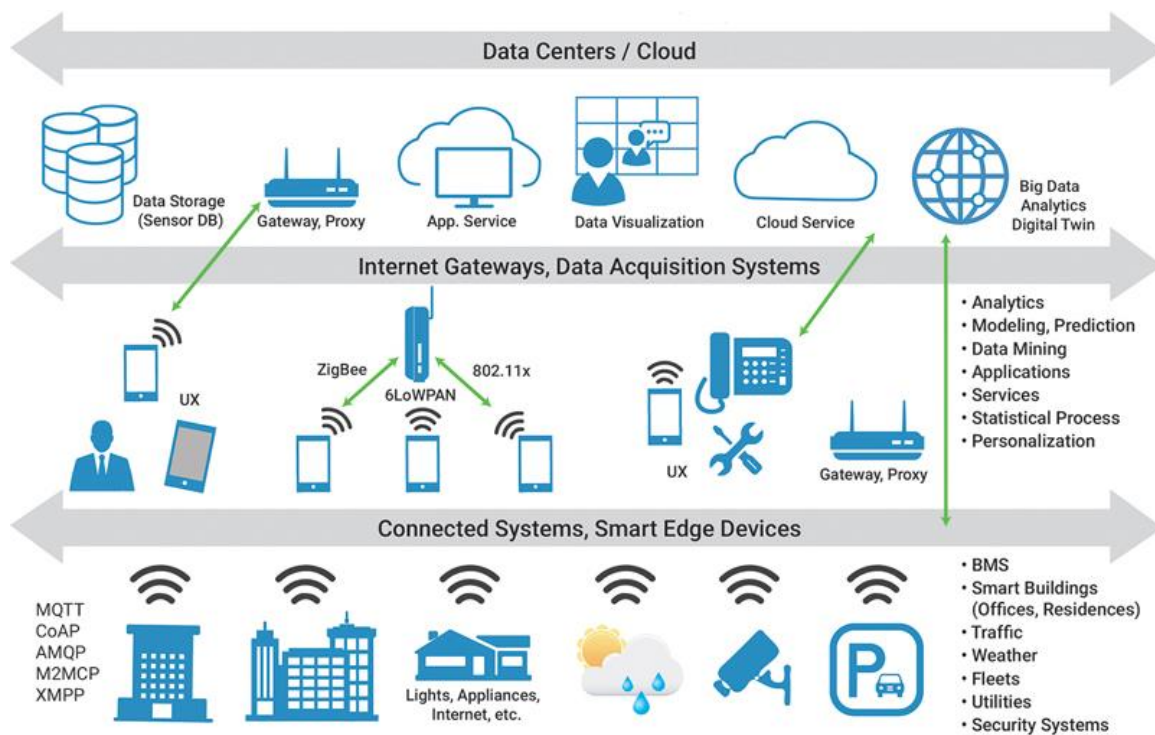 Data Centers / Cloud
Data Storage
(Sensor DB)
Gateway, Proxy
App. Service
Data Visualization
Cloud Service
Big Data
Analytics
Digital Twin
Internet Gateways, Data Acquisition Systems
UX
ZigBee
802.11x
6LoWPAN
UX
Gateway, Proxy
• Analytics
• Modeling, Prediction
• Data Mining
• Applications
• Services
• Statistical Process
• Personalization
Connected Systems, Smart Edge Devices
MQTT
CoAP
AMQP
M2MCP
XMPP
Lights, Appliances,
Internet, etc.
P
• BMS
• Smart Buildings
(Offices, Residences)
• Traffic
• Weather
• Fleets
• Utilities
• Security Systems